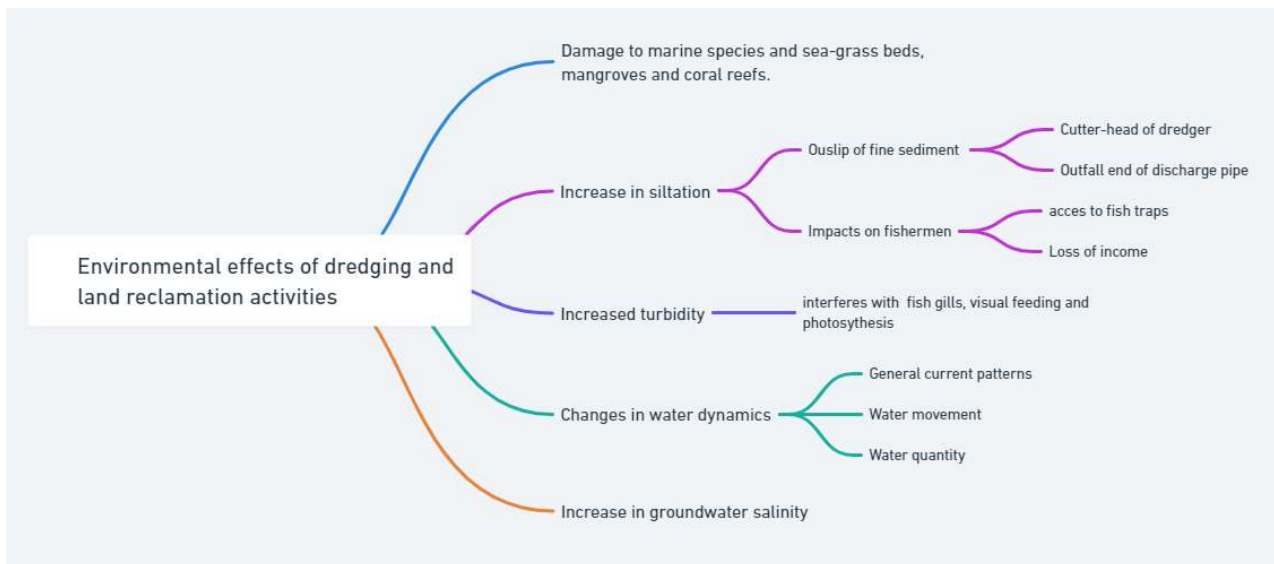 Damage to marine species and sea-grass beds,
mangroves and coral reefs.
Cutter-head of dredger
Ouslip of fine sediment
Outfall end of discharge pipe
Increase in siltation
acces to fish traps
Impacts on fishermen
Loss of income
Environmental effects of dredging and
land reclamation activities
interferes with  fish gills, visual feeding and
photosythesis
Increased turbidity
General current patterns
Changes in water dynamics
Water movement
Water quantity
Increase in groundwater salinity